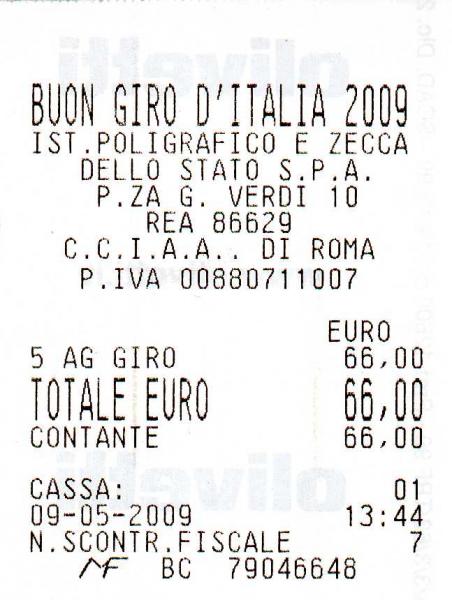 BUON GIRO D'ITALIA 2009
IST.POLIGRAFICO E ZECCA
DELLO STATO S.P.A.
P.ZA G. VERDI 10
REA 86629
C.C.I.A.A.. DI ROMA
P.IVA 00880711007
EURO
5 AG GIRO 66,00
TOTALE EURO 66,00
CONTANTE 66,00
CASSA: 01
09-05-2009 13:44
N.SCONTR.FISCALE 7
MF BC 79046648
olivetti
olivetti